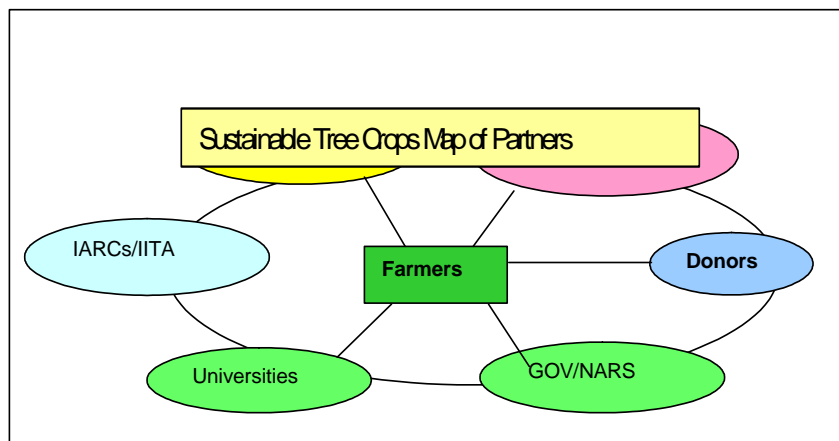 Sustainable Tree Crops Map of Partners
IARCs/IITA
Farmers
Donors
Universities
GOV/NARS